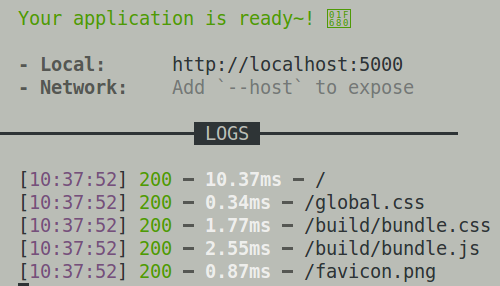 Your application is ready~! 🚀
- Local: http://localhost:5000
- Network: Add `--host` to expose
LOGS
[10:37:52] 200 ─ 10.37ms ─ /
[10:37:52] 200 ─ 0.34ms ─ /global.css
[10:37:52] 200 ─ 1.77ms ─ /build/bundle.css
[10:37:52] 200 ─ 2.55ms ─ /build/bundle.js
[10:37:52] 200 ─ 0.87ms ─ /favicon.png